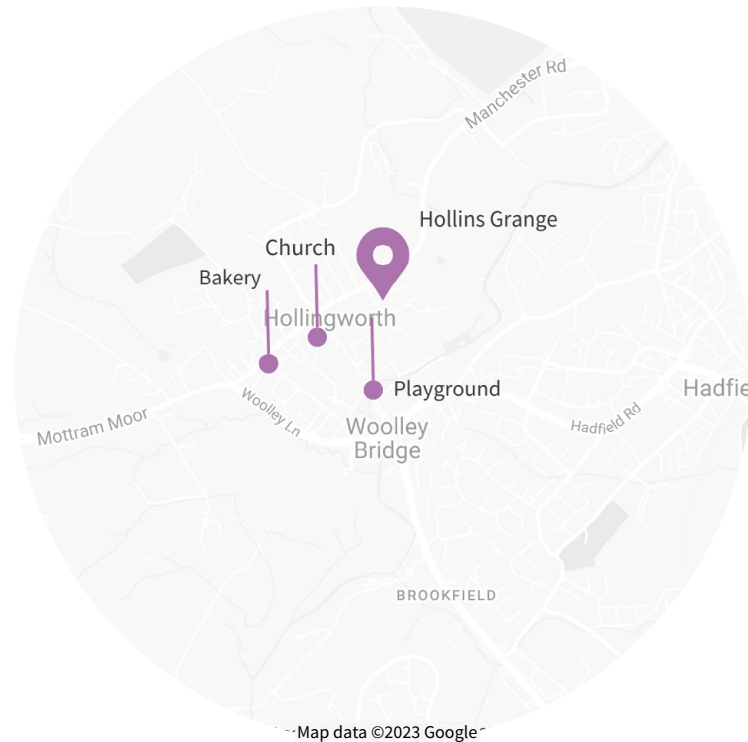 Manchester Rd
Hollins Grange
Church
Bakery
Hollingworth
Playground
Hadfie
Woolley Ln
Mottram Moor
Hadfield Rd
Woolley
Bridge
BROOKFIELD
Map data ©2023 Google